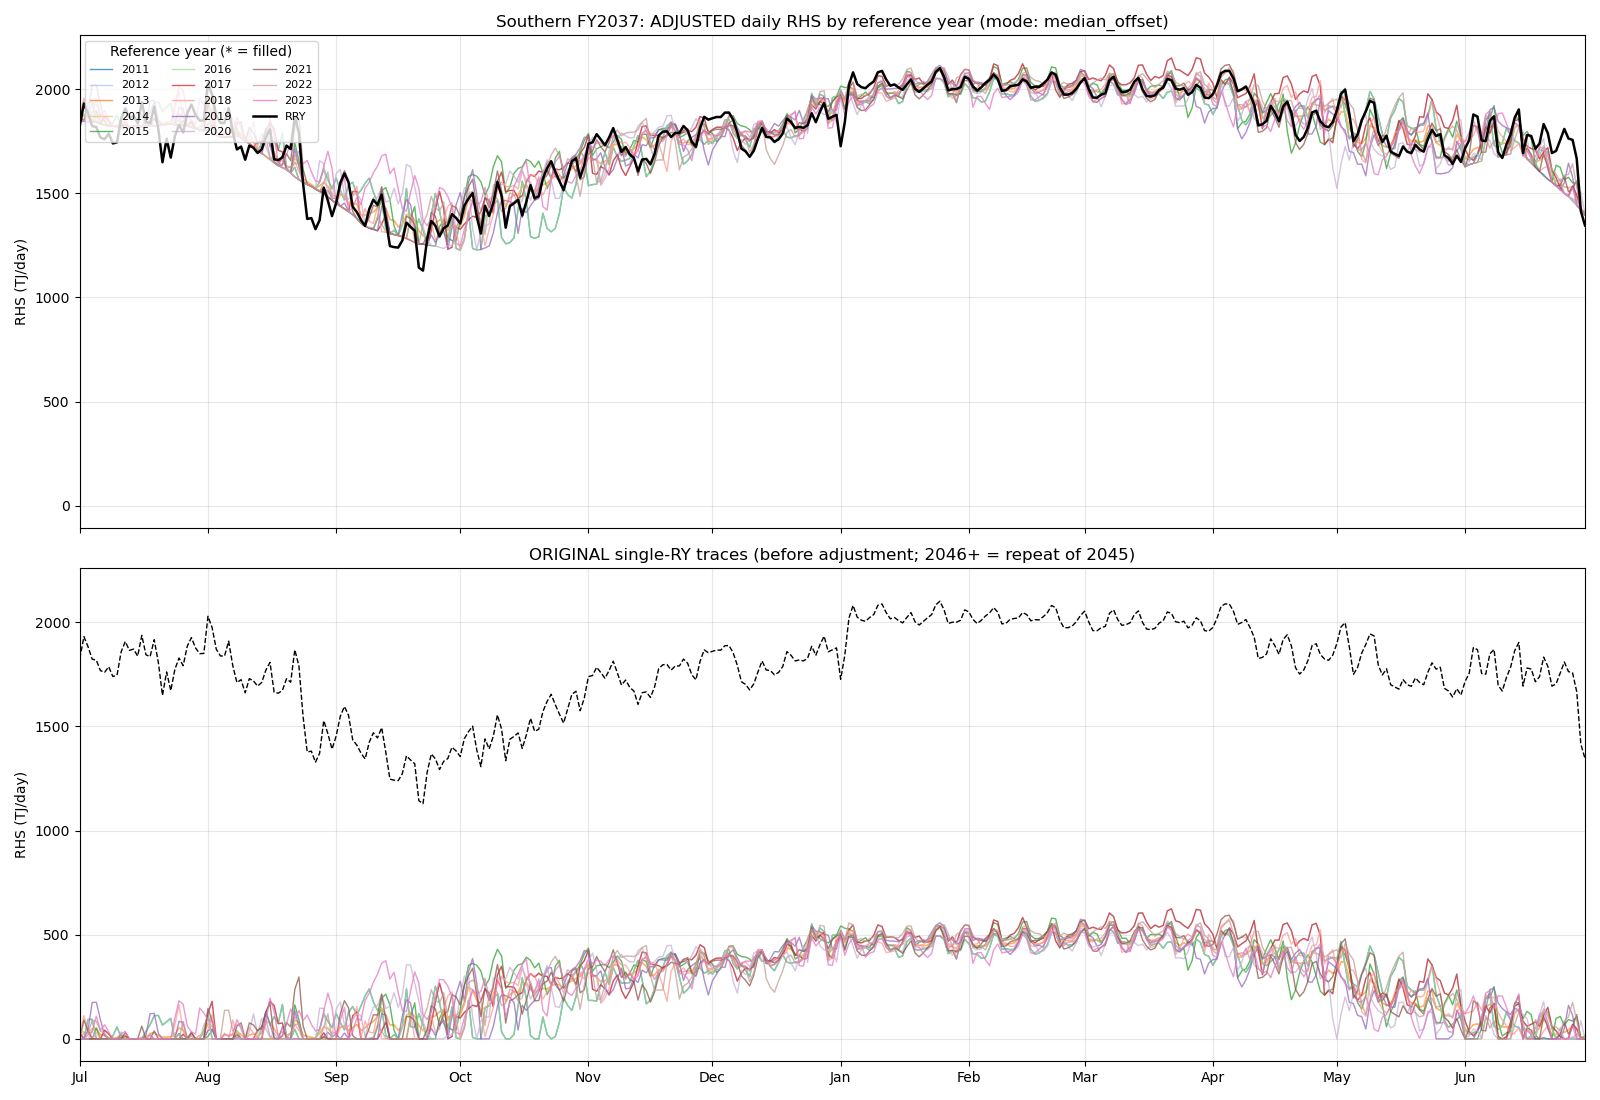 Southern FY2037: ADJUSTED daily RHS by reference year (mode: median_offset)
Reference year (* = filled)
2011 2016 2021
2012 2017 2022
2013 2018 2023
2014 2019 RRY
2015 2020
RHS (TJ/day)
2000
1500
1000
500
0
ORIGINAL single-RY traces (before adjustment; 2046+ = repeat of 2045)
RHS (TJ/day)
2000
1500
1000
500
0
Jul Aug Sep Oct Nov Dec Jan Feb Mar Apr May Jun